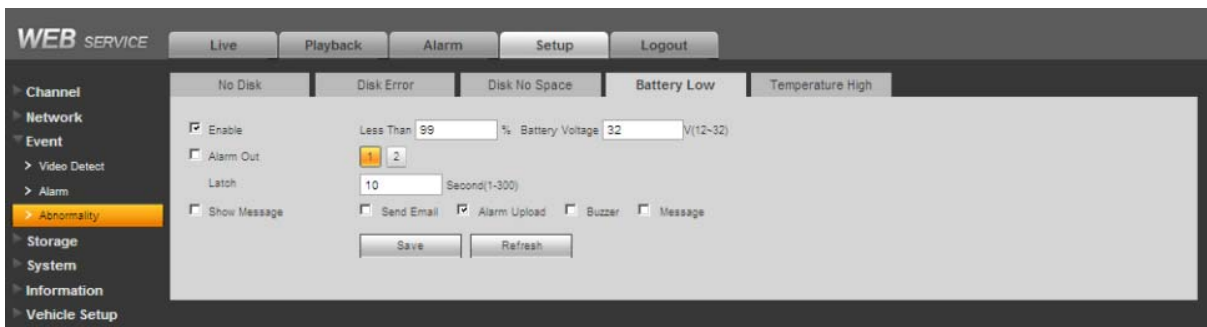 WEB SERVICE
Live Playback Alarm Setup Logout
No Disk Disk Error Disk No Space Battery Low Temperature High
Channel
Network
Event
> Video Detect
> Alarm
> Abnormality
Storage
System
Information
Vehicle Setup
Enable Less Than 99 % Battery Voltage 32 V(12~32)
Alarm Out 1 2
Latch 10 Second(1-300)
Show Message Send Email Alarm Upload Buzzer Message
Save Refresh